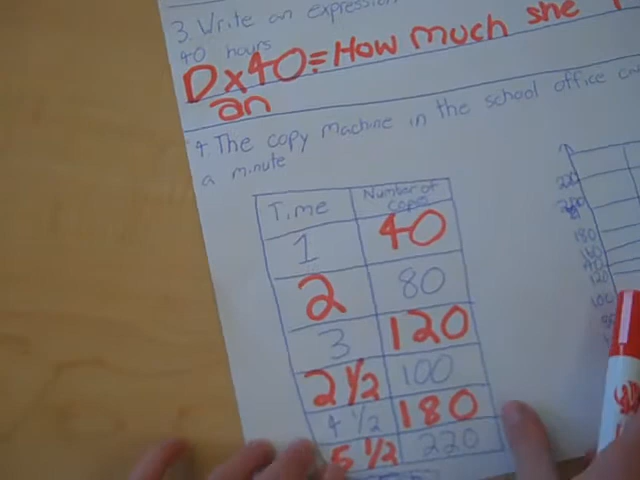 3. Write an expression
40 hours
D x 40 = How much she
an
4. The copy machine in the school office
a minute
Time Number of copies
1 40
2 80
3 120
2 1/2 100
4 1/2 180
5 1/2 220
220
180
160
120
100